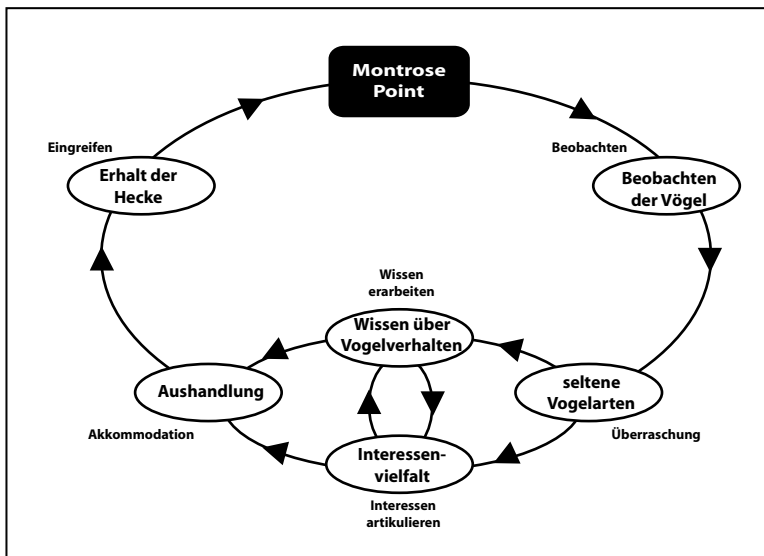 Montrose
Point
Eingreifen
Erhalt der
Hecke
Beobachten
Beobachten
der Vögel
Wissen
erarbeiten
Wissen über
Vogelverhalten
Aushandlung
Akkommodation
seltene
Vogelarten
Überraschung
Interessen-
vielfalt
Interessen
artikulieren